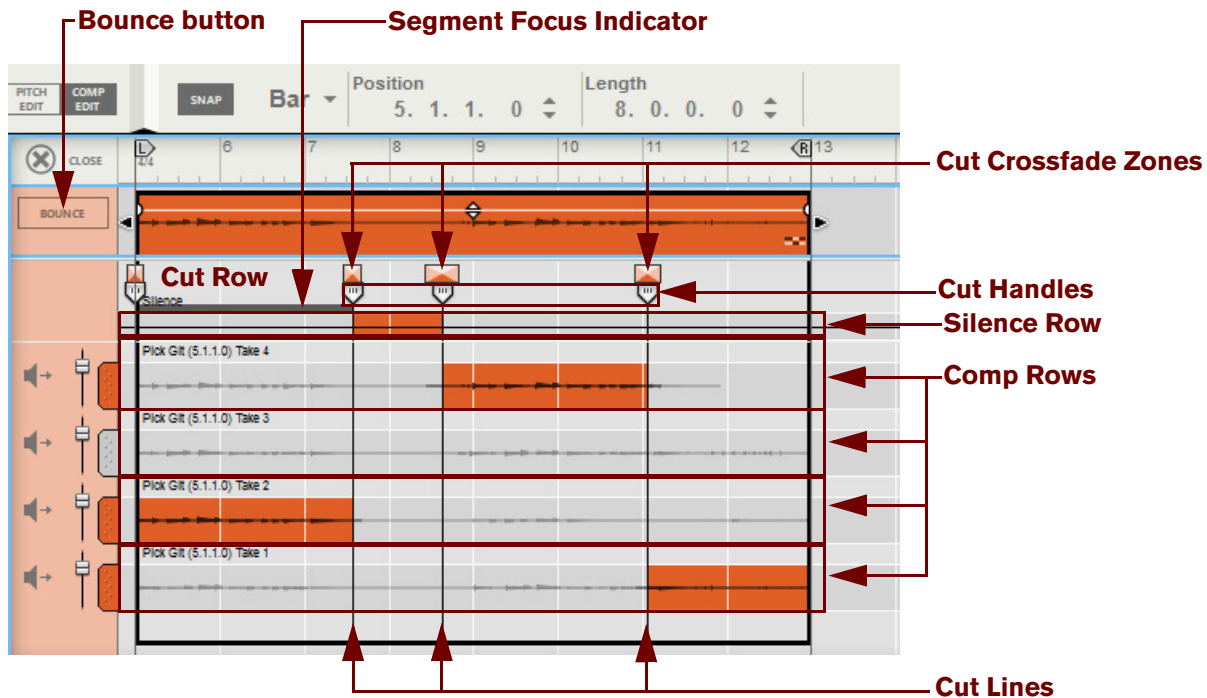 Bounce button
Segment Focus Indicator
PITCH EDIT
COMP EDIT
SNAP
Bar
Position
5. 1. 1. 0
Length
8. 0. 0. 0
CLOSE
L
4/4
6
7
8
9
10
11
12
R
13
Cut Crossfade Zones
BOUNCE
Cut Row
Cut Handles
Silence
Silence Row
Pick Git (5.1.1.0) Take 4
Comp Rows
Pick Git (5.1.1.0) Take 3
Pick Git (5.1.1.0) Take 2
Pick Git (5.1.1.0) Take 1
Cut Lines